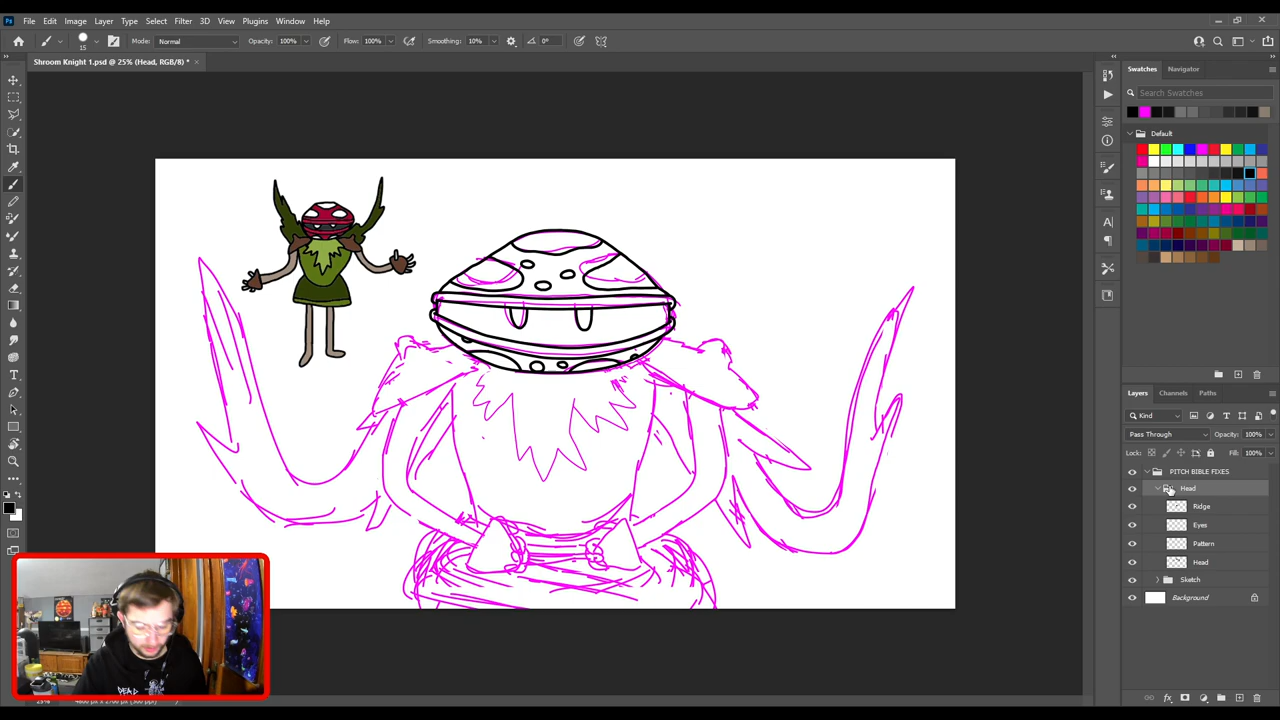 File Edit Image Layer Type Select Filter 3D View Plugins Window Help
15 Mode: Normal Opacity: 100% Flow: 100% Smoothing: 10% 0°
Shroom Knight 1.psd @ 25% (Head, RGB/8) *
Swatches Navigator
Search Swatches
Default
Layers Channels Paths
Kind
Pass Through Opacity: 100%
Lock: Fill: 100%
PITCH BIBLE FIXES
Head
Ridge
Eyes
Pattern
Head
Sketch
Background
DEAD